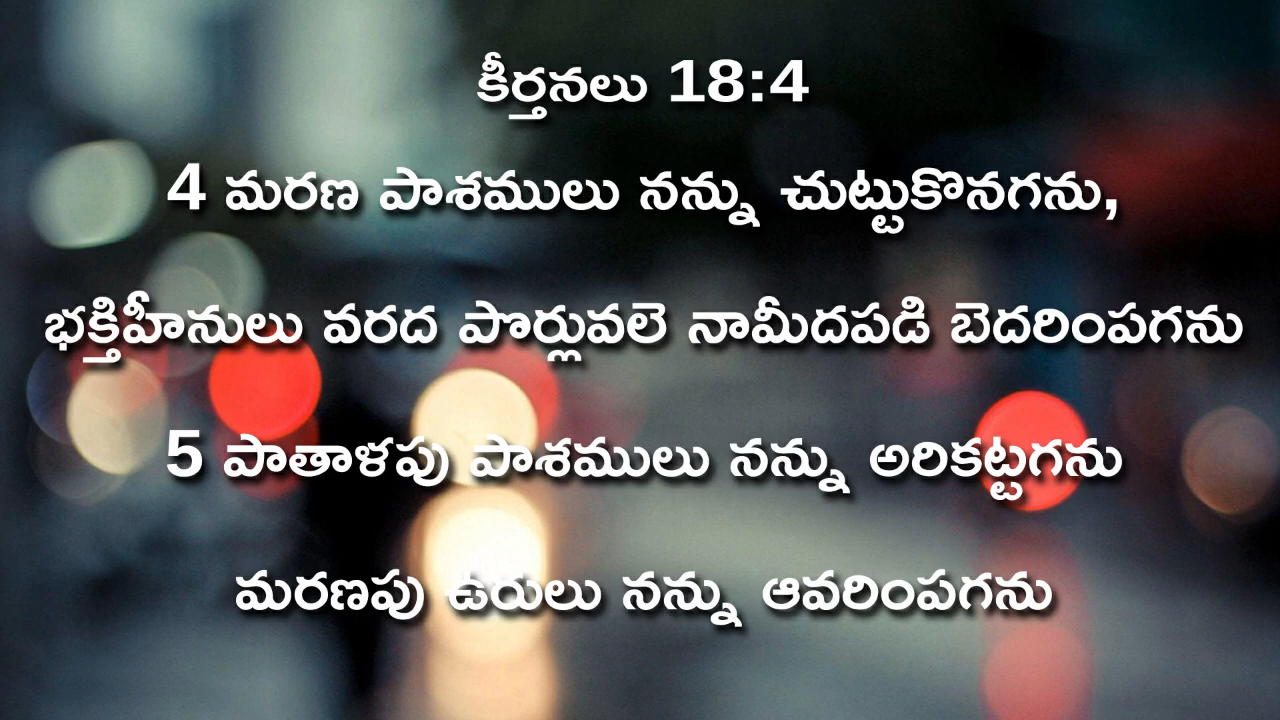 కీర్తనలు 18:4
4 మరణ పాశములు నన్ను చుట్టుకొనగను,
భక్తిహీనులు వరద పొర్లువలె నామీదపడి బెదరింపగను
5 పాతాళపు పాశములు నన్ను అరికట్టగను
మరణపు ఉరులు నన్ను ఆవరింపగను